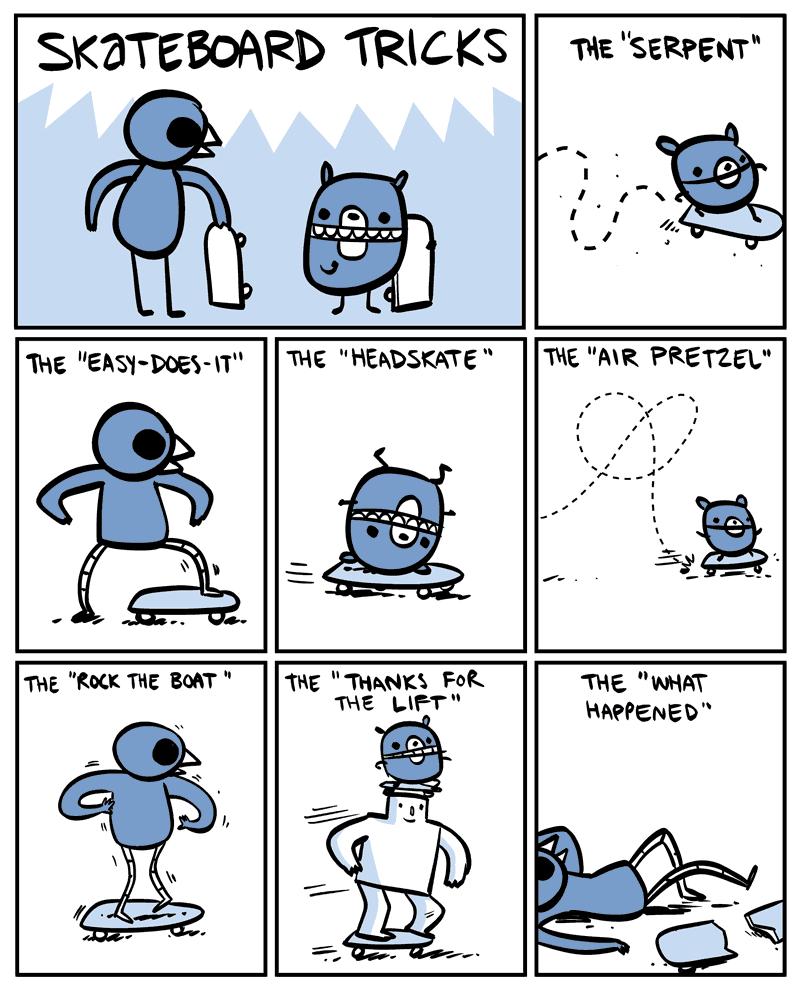 SKaTEBOARD TRICKS
THE "SERPENT"
THE "EASY-DOES-IT"
THE "HEADSKATE"
THE "AIR PRETZEL"
THE "ROCK THE BOAT"
THE "THANKS FOR
THE LIFT"
THE "WHAT
HAPPENED"